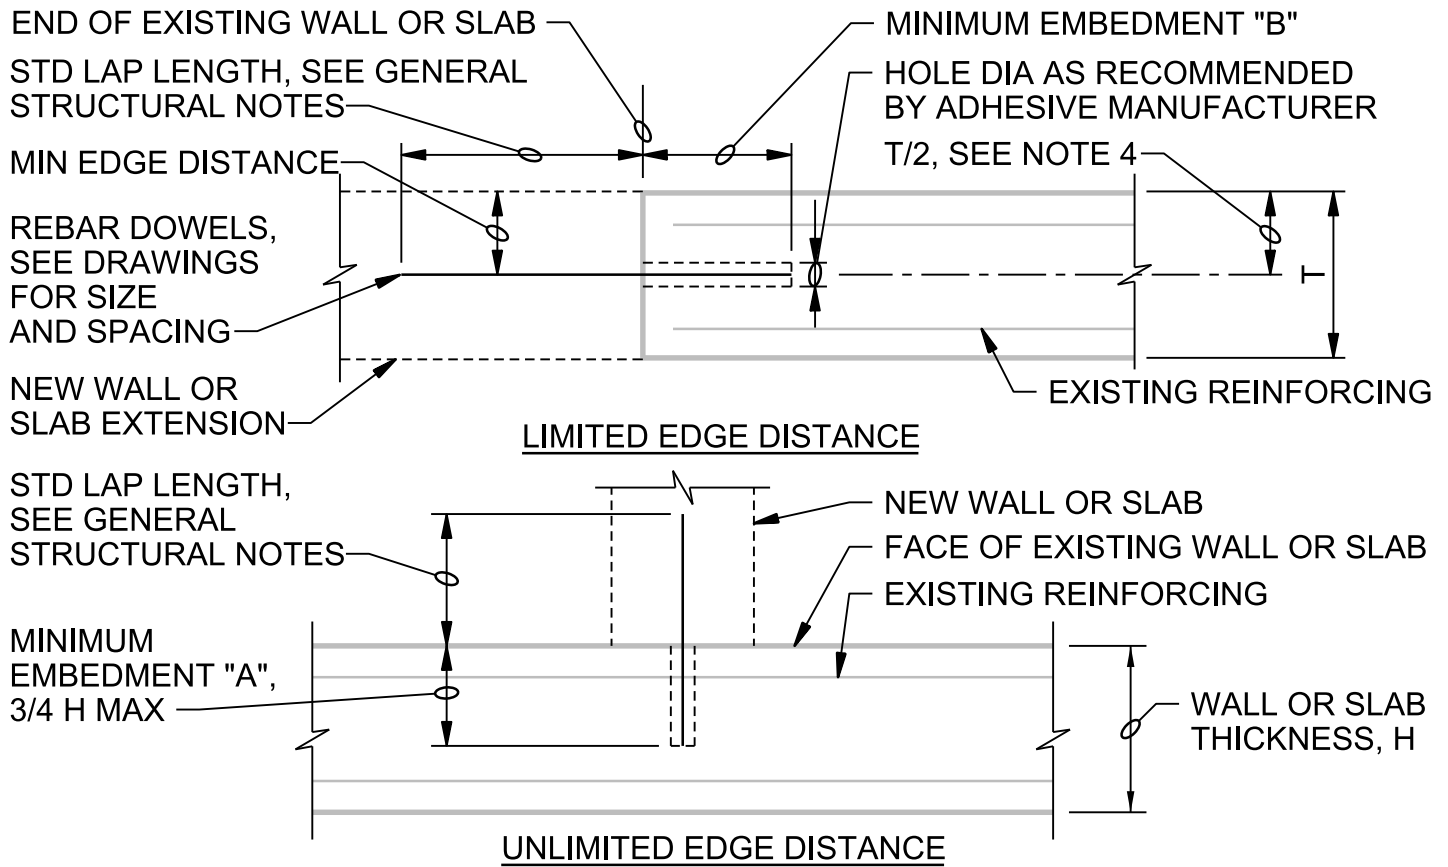 END OF EXISTING WALL OR SLAB
STD LAP LENGTH, SEE GENERAL
STRUCTURAL NOTES
MIN EDGE DISTANCE
REBAR DOWELS,
SEE DRAWINGS
FOR SIZE
AND SPACING
NEW WALL OR
SLAB EXTENSION
MINIMUM EMBEDMENT "B"
HOLE DIA AS RECOMMENDED
BY ADHESIVE MANUFACTURER
T/2, SEE NOTE 4
T
EXISTING REINFORCING
LIMITED EDGE DISTANCE
STD LAP LENGTH,
SEE GENERAL
STRUCTURAL NOTES
MINIMUM
EMBEDMENT "A",
3/4 H MAX
NEW WALL OR SLAB
FACE OF EXISTING WALL OR SLAB
EXISTING REINFORCING
WALL OR SLAB
THICKNESS, H
UNLIMITED EDGE DISTANCE